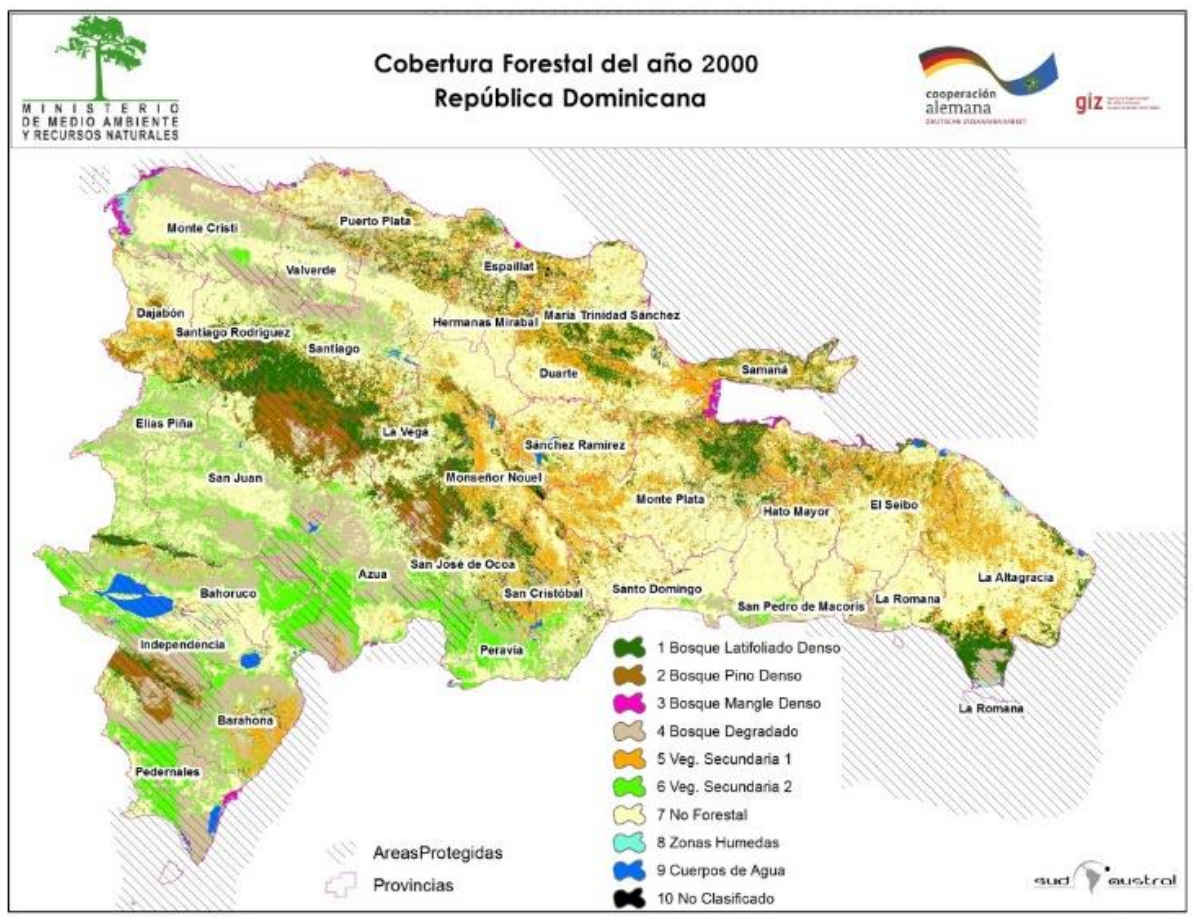 Cobertura Forestal del año 2000
República Dominicana
MINISTERIO
DE MEDIO AMBIENTE
Y RECURSOS NATURALES
cooperación
alemana
DEUTSCHE ZUSAMMENARBEIT
giz
Monte Cristi
Puerto Plata
Valverde
Espaillat
Dajabón
Santiago Rodríguez
Hermanas Mirabal
María Trinidad Sánchez
Santiago
Duarte
Samaná
Elías Piña
La Vega
Sánchez Ramírez
San Juan
Monseñor Nouel
Monte Plata
Hato Mayor
El Seibo
Azua
San José de Ocoa
La Altagracia
Bahoruco
San Cristóbal
Santo Domingo
San Pedro de Macorís
La Romana
Independencia
Peravia
La Romana
Barahona
Pedernales
1 Bosque Latifoliado Denso
2 Bosque Pino Denso
3 Bosque Mangle Denso
4 Bosque Degradado
5 Veg. Secundaria 1
6 Veg. Secundaria 2
7 No Forestal
8 Zonas Humedas
9 Cuerpos de Agua
10 No Clasificado
AreasProtegidas
Provincias
sud austral